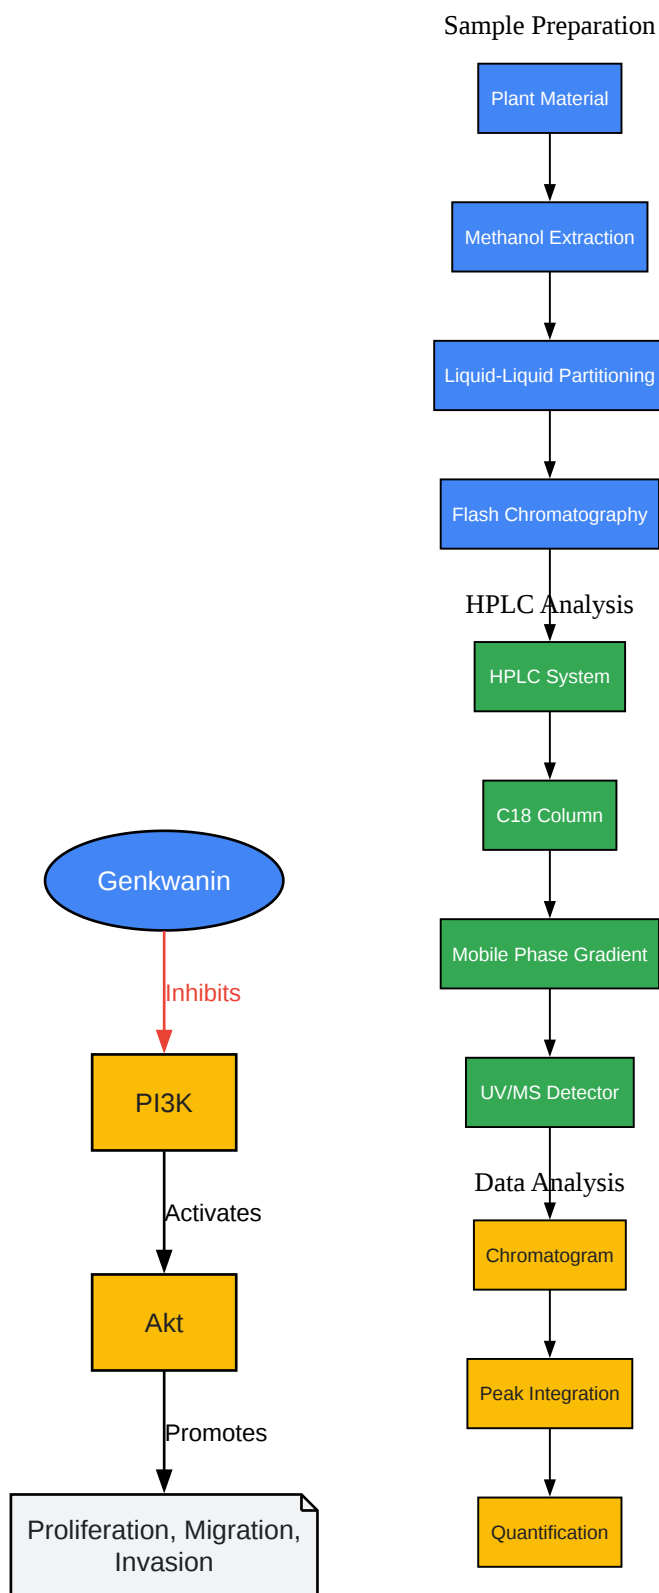 Sample Preparation
Plant Material
Methanol Extraction
Liquid-Liquid Partitioning
Flash Chromatography
HPLC Analysis
HPLC System
C18 Column
Mobile Phase Gradient
UV/MS Detector
Data Analysis
Chromatogram
Peak Integration
Quantification
Genkwanin
Inhibits
PI3K
Activates
Akt
Promotes
Proliferation, Migration,
Invasion